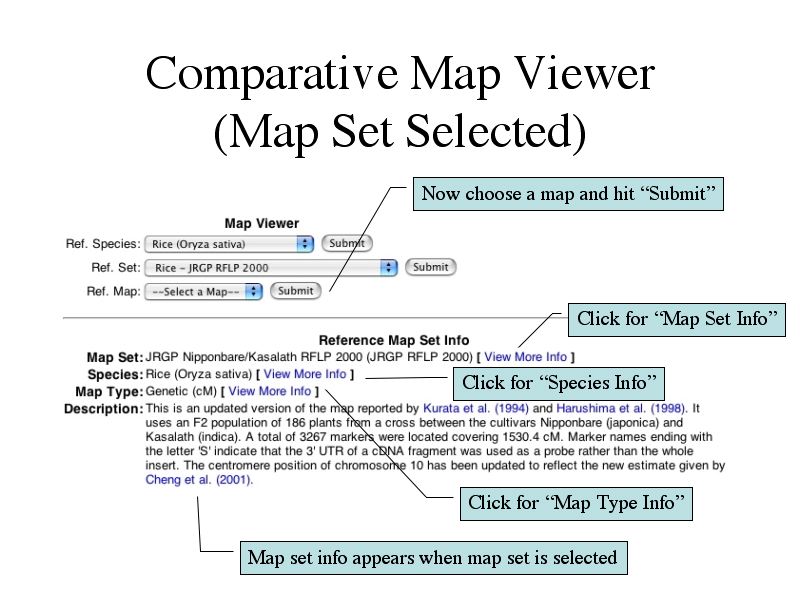 Comparative Map Viewer
(Map Set Selected)
Now choose a map and hit “Submit”
Map Viewer
Ref. Species: Rice (Oryza sativa) Submit
Ref. Set: Rice - JRGP RFLP 2000 Submit
Ref. Map: --Select a Map-- Submit
Click for “Map Set Info”
Reference Map Set Info
Map Set: JRGP Nipponbare/Kasalath RFLP 2000 (JRGP RFLP 2000) [ View More Info ]
Species: Rice (Oryza sativa) [ View More Info ]
Click for “Species Info”
Map Type: Genetic (cM) [ View More Info ]
Description: This is an updated version of the map reported by Kurata et al. (1994) and Harushima et al. (1998). It
uses an F2 population of 186 plants from a cross between the cultivars Nipponbare (japonica) and
Kasalath (indica). A total of 3267 markers were located covering 1530.4 cM. Marker names ending with
the letter 'S' indicate that the 3' UTR of a cDNA fragment was used as a probe rather than the whole
insert. The centromere position of chromosome 10 has been updated to reflect the new estimate given by
Cheng et al. (2001).
Click for “Map Type Info”
Map set info appears when map set is selected